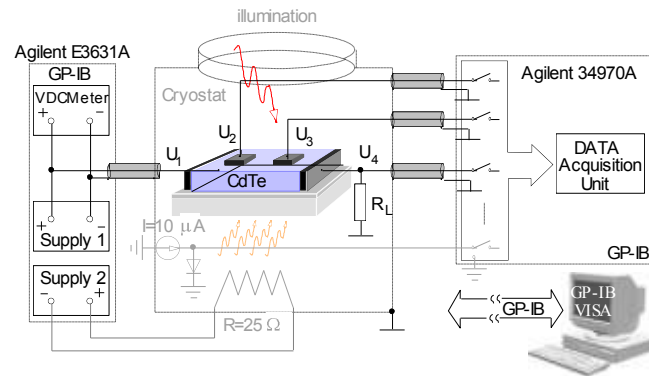 illumination
Agilent E3631A
GP-IB
VDCMeter
+ −
Cryostat
Agilent 34970A
U2
U3
U1
U4
CdTe
DATA
Acquisition
Unit
RL
+ −
Supply 1
I=10 μA
Supply 2
− +
R=25 Ω
GP-IB
GP-IB
GP-IB
VISA